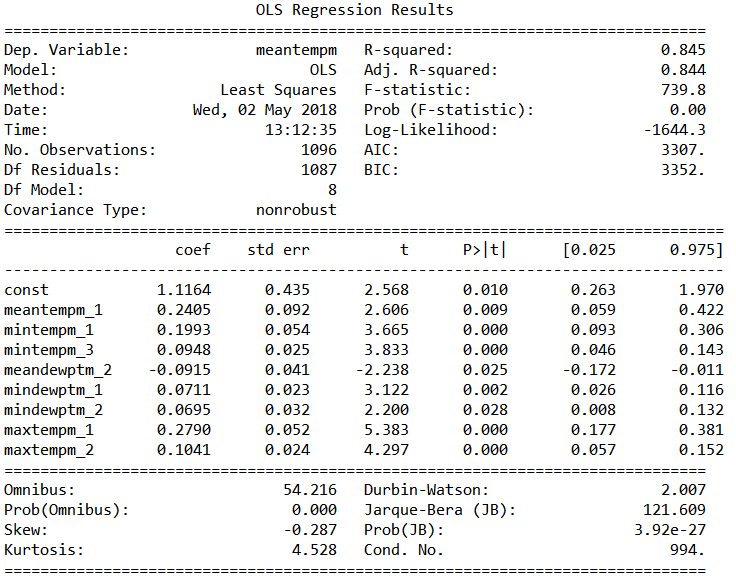 OLS Regression Results
==============================================================================
Dep. Variable:              meantempm   R-squared:                       0.845
Model:                            OLS   Adj. R-squared:                  0.844
Method:                 Least Squares   F-statistic:                     739.8
Date:                Wed, 02 May 2018   Prob (F-statistic):               0.00
Time:                        13:12:35   Log-Likelihood:                -1644.3
No. Observations:                1096   AIC:                             3307.
Df Residuals:                    1087   BIC:                             3352.
Df Model:                           8
Covariance Type:            nonrobust
================================================================================
                   coef    std err          t      P>|t|      [0.025      0.975]
--------------------------------------------------------------------------------
const            1.1164      0.435      2.568      0.010       0.263       1.970
meantempm_1      0.2405      0.092      2.606      0.009       0.059       0.422
mintempm_1       0.1993      0.054      3.665      0.000       0.093       0.306
mintempm_3       0.0948      0.025      3.833      0.000       0.046       0.143
meandewptm_2    -0.0915      0.041     -2.238      0.025      -0.172      -0.011
mindewptm_1      0.0711      0.023      3.122      0.002       0.026       0.116
mindewptm_2      0.0695      0.032      2.200      0.028       0.008       0.132
maxtempm_1       0.2790      0.052      5.383      0.000       0.177       0.381
maxtempm_2       0.1041      0.024      4.297      0.000       0.057       0.152
==============================================================================
Omnibus:                       54.216   Durbin-Watson:                   2.007
Prob(Omnibus):                  0.000   Jarque-Bera (JB):              121.609
Skew:                          -0.287   Prob(JB):                     3.92e-27
Kurtosis:                       4.528   Cond. No.                         994.
==============================================================================